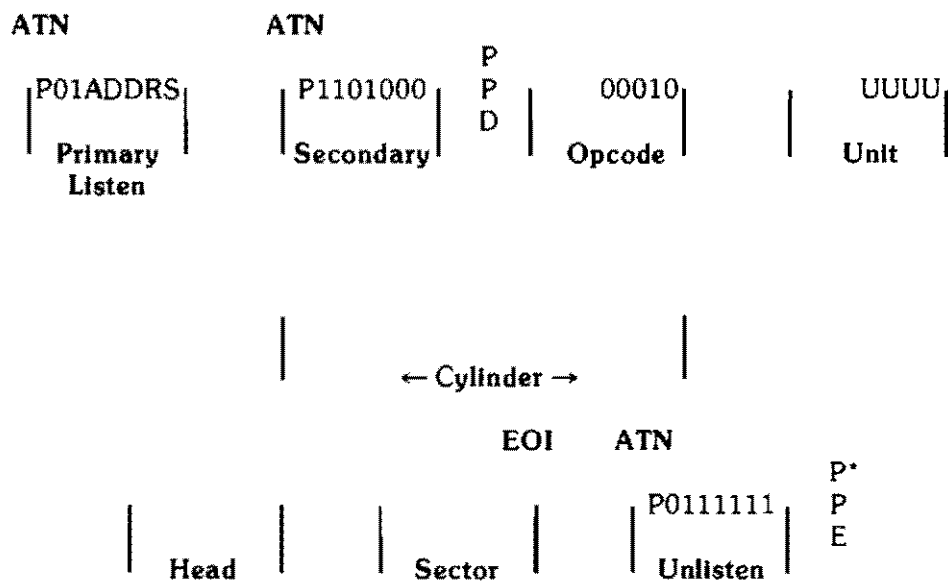 ATN ATN
P01ADDRS P1101000 P P D 00010 UUUU
Primary Secondary Opcode Unit
Listen
← Cylinder →
EOI ATN
P0111111 P* P E
Head Sector Unlisten